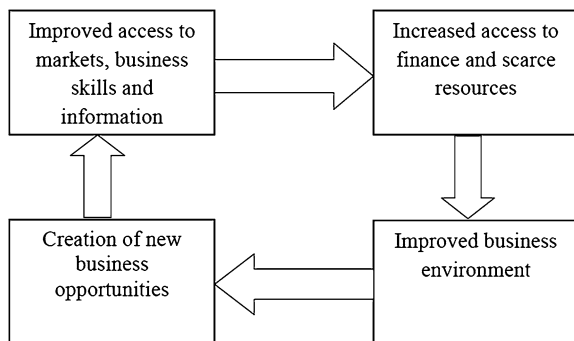 Improved access to
markets, business
skills and
information
Increased access to
finance and scarce
resources
Creation of new
business
opportunities
Improved business
environment